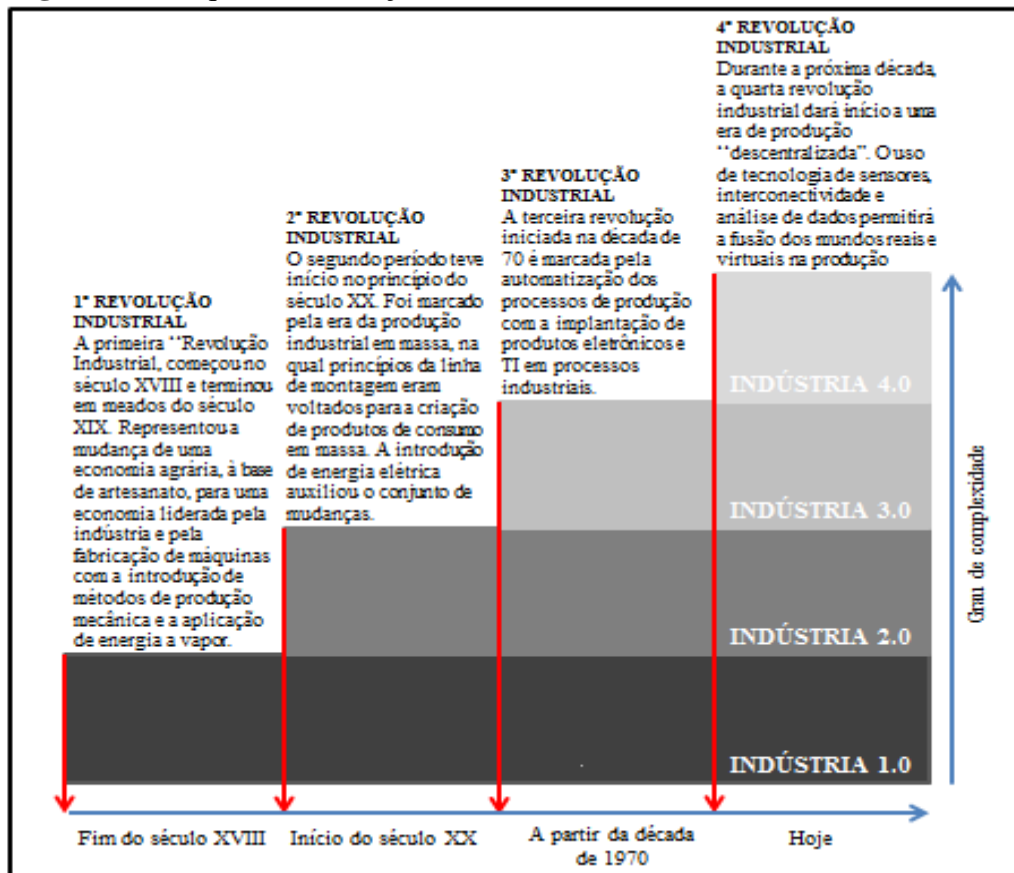 4ª REVOLUÇÃO
INDUSTRIAL
Durante a próxima década,
a quarta revolução
industrial dará início a uma
era de produção
‘‘descentralizada”. O uso
de tecnologia de sensores,
interconectividade e
análise de dados permitirá
a fusão dos mundos reais e
virtuais na produção
3ª REVOLUÇÃO
INDUSTRIAL
A terceira revolução
iniciada na década de
70 é marcada pela
automatização dos
processos de produção
com a implantação de
produtos eletrônicos e
TI em processos
industriais.
2ª REVOLUÇÃO
INDUSTRIAL
O segundo período teve
início no princípio do
século XX. Foi marcado
pela era da produção
industrial em massa, na
qual princípios da linha
de montagem eram
voltados para a criação
de produtos de consumo
em massa. A introdução
de energia elétrica
auxiliou o conjunto de
mudanças.
1ª REVOLUÇÃO
INDUSTRIAL
A primeira ‘‘Revolução
Industrial, começou no
século XVIII e terminou
em meados do século
XIX. Representou a
mudança de uma
economia agrária, à base
de artesanato, para uma
economia liderada pela
indústria e pela
fabricação de máquinas
com a introdução de
métodos de produção
mecânica e a aplicação
de energia a vapor.
INDÚSTRIA 4.0
INDÚSTRIA 3.0
INDÚSTRIA 2.0
INDÚSTRIA 1.0
Grau de complexidade
Fim do século XVIII
Início do século XX
A partir da década
de 1970
Hoje